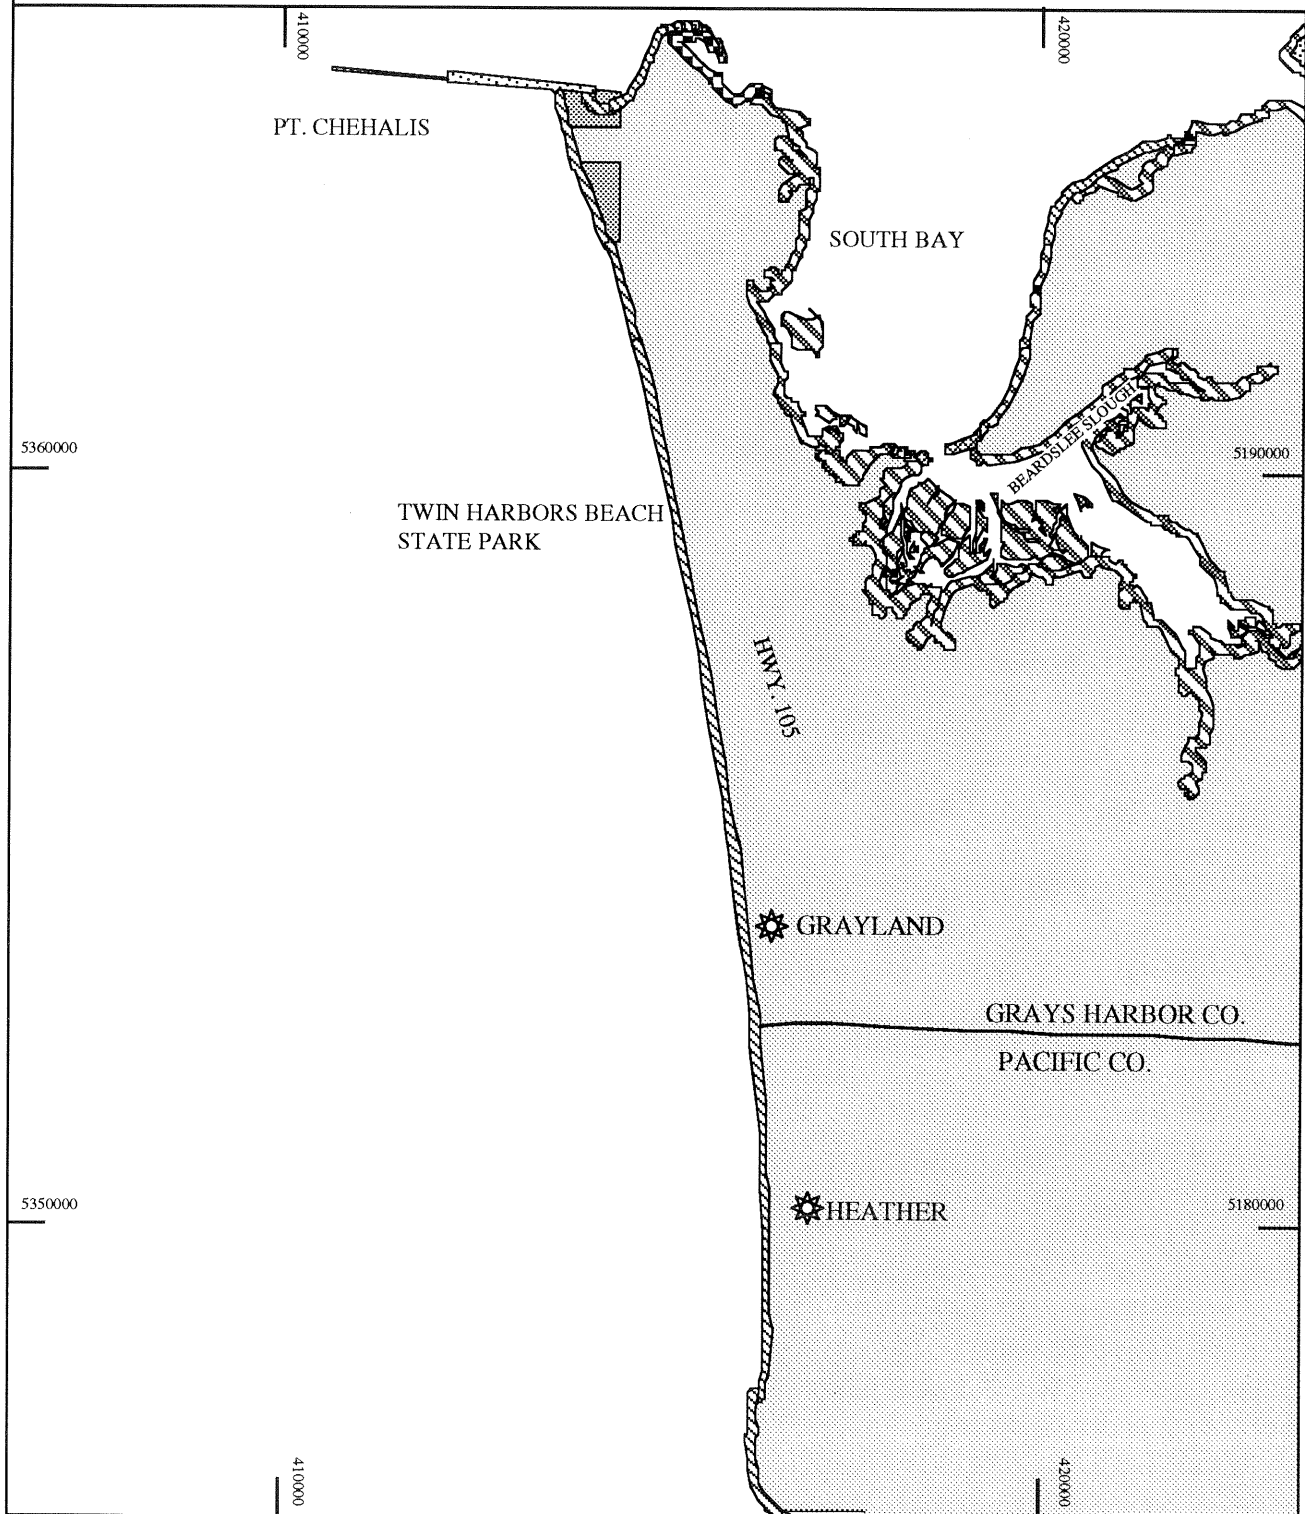 410000
420000
PT. CHEHALIS
SOUTH BAY
BEARDSLEE SLOUGH
5360000
5190000
TWIN HARBORS BEACH
STATE PARK
HWY. 105
GRAYLAND
GRAYS HARBOR CO.
PACIFIC CO.
5350000
5180000
HEATHER
410000
420000